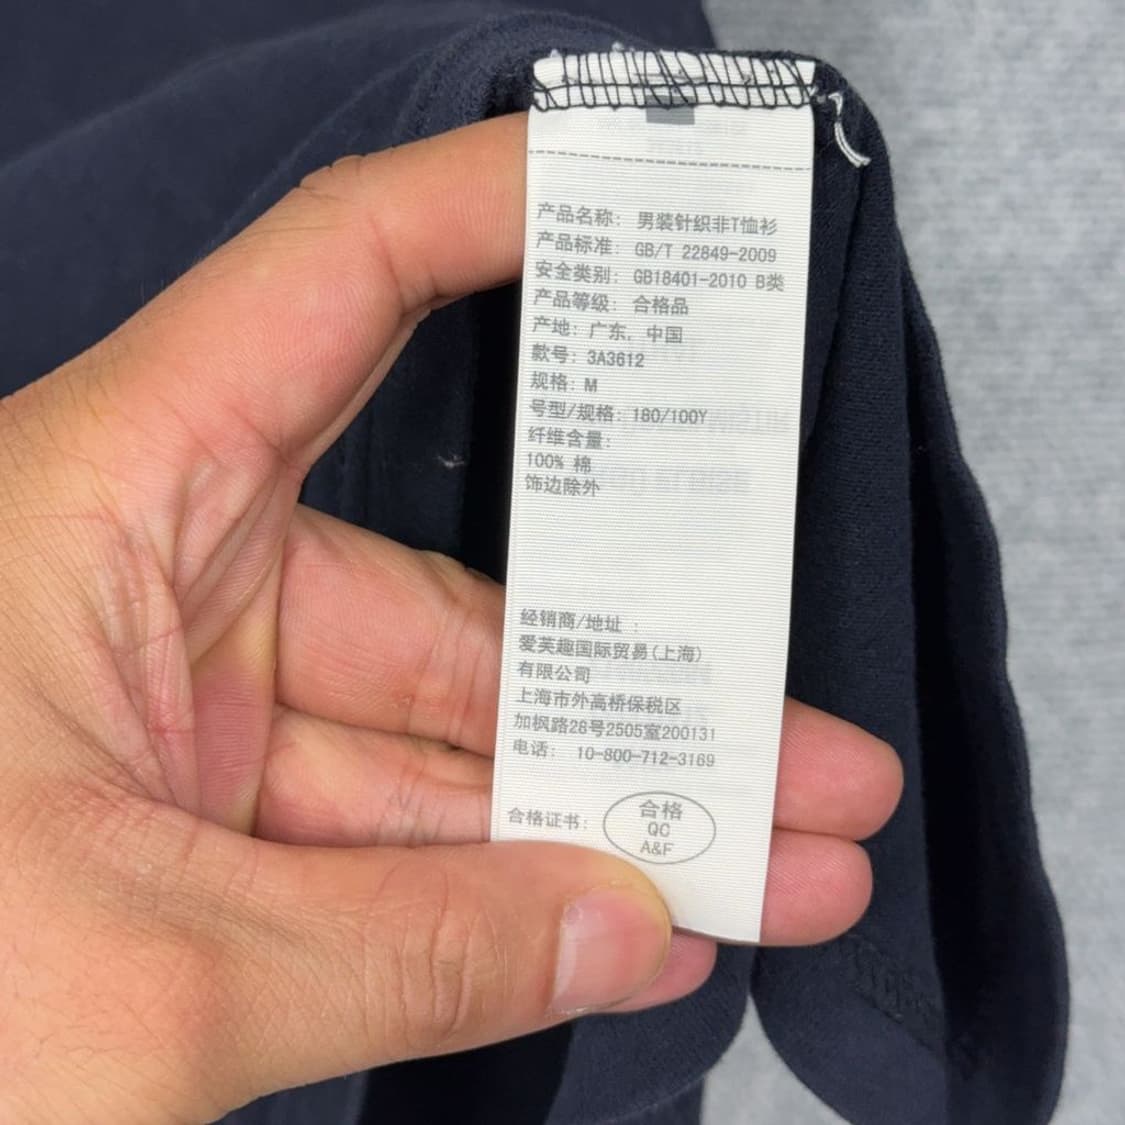 产品名称: 男装针织非T恤衫
产品标准: GB/T 22849-2009
安全类别: GB18401-2010 B类
产品等级: 合格品
产地: 广东, 中国
款号: 3A3612
规格: M
号型/规格: 180/100Y
纤维含量:
100% 棉
饰边除外
经销商/地址 :
爱芙趣国际贸易(上海)
有限公司
上海市外高桥保税区
加枫路28号2505室200131
电话: 10-800-712-3169
合格证书:
合格
QC
A&F